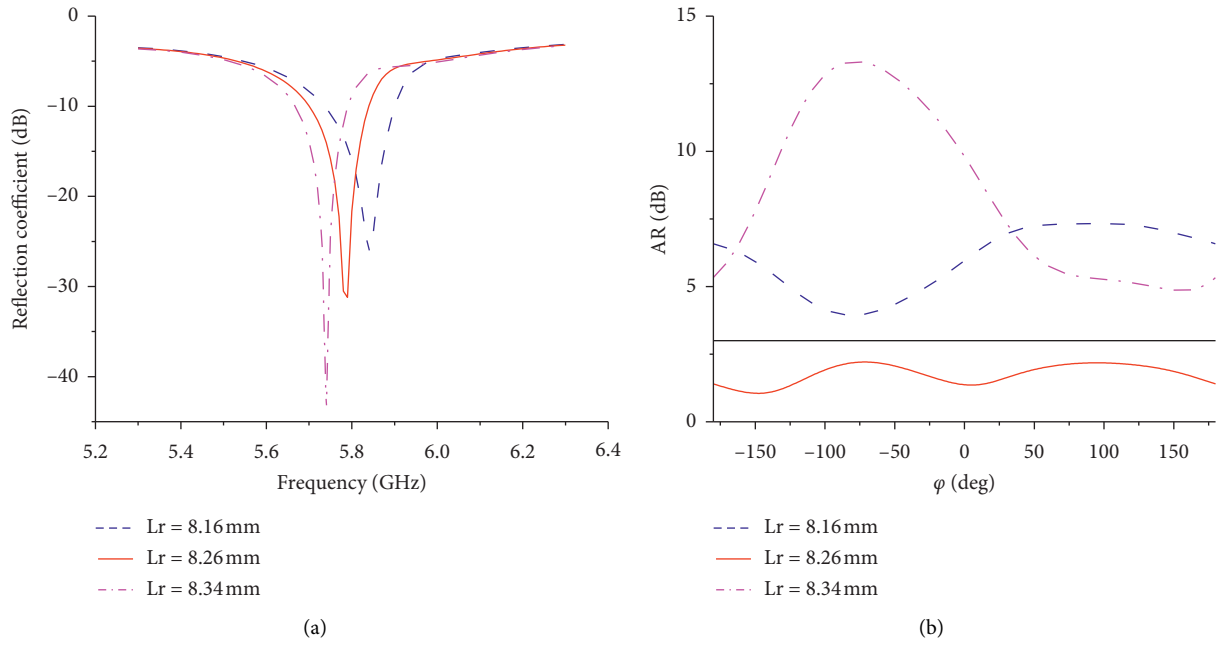 0
−10
−20
−30
−40
Reflection coefficient (dB)
5.2 5.4 5.6 5.8 6.0 6.2 6.4
Frequency (GHz)
Lr = 8.16 mm
Lr = 8.26 mm
Lr = 8.34 mm
(a)
15
10
5
0
AR (dB)
−150 −100 −50 0 50 100 150
φ (deg)
Lr = 8.16 mm
Lr = 8.26 mm
Lr = 8.34 mm
(b)